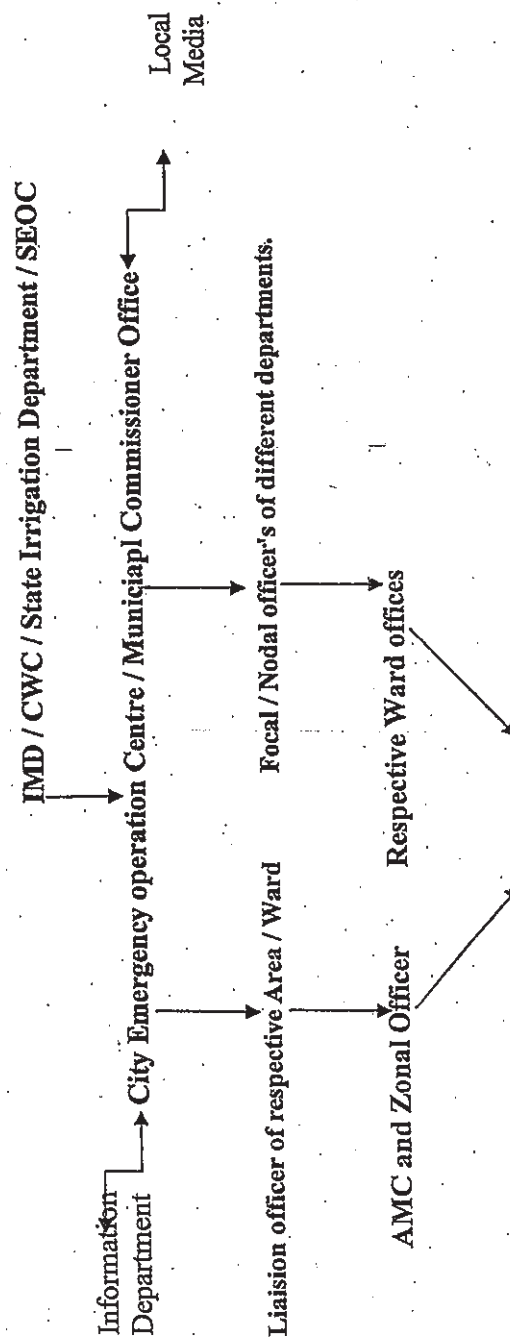 IMD / CWC / State Irrigation Department / SEOC
Local
Media
City Emergency operation Centre / Municiapl Commissioner Office
Information
Department
Liaision officer of respective Area / Ward
Focal / Nodal officer's of different departments.
AMC and Zonal Officer
Respective Ward offices